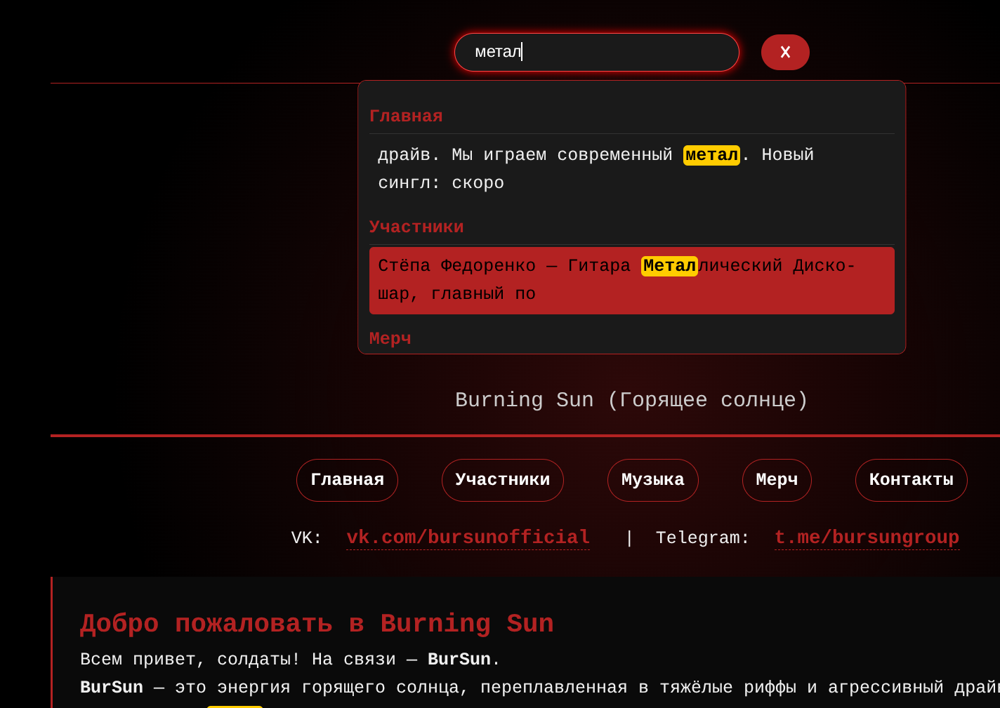 метал
X
Главная
драйв. Мы играем современный метал. Новый
сингл: скоро
Участники
Стёпа Федоренко — Гитара Металлический Диско-
шар, главный по
Мерч
Burning Sun (Горящее солнце)
Главная Участники Музыка Мерч Контакты
VK: vk.com/bursunofficial | Telegram: t.me/bursungroup
Добро пожаловать в Burning Sun
Всем привет, солдаты! На связи — BurSun.
BurSun — это энергия горящего солнца, переплавленная в тяжёлые риффы и агрессивный драйв